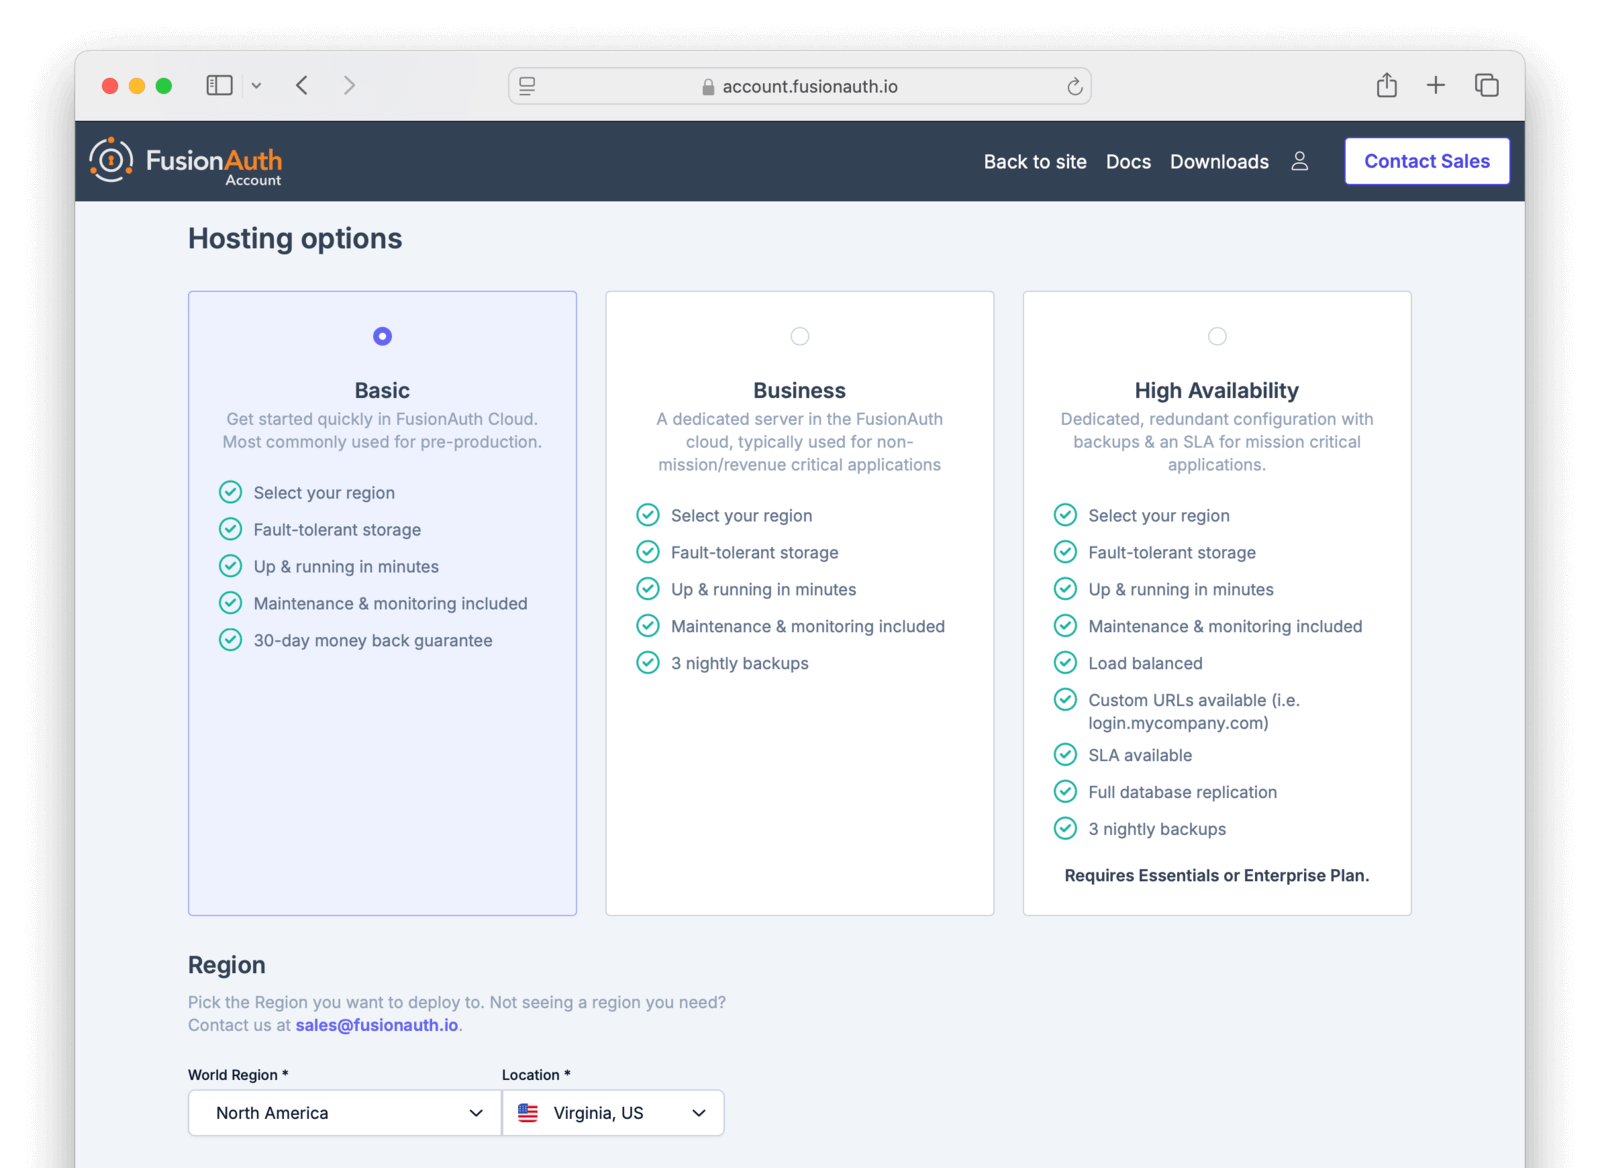 account.fusionauth.io
FusionAuth
Account
Back to site
Docs
Downloads
Contact Sales
Hosting options
Basic
Get started quickly in FusionAuth Cloud.
Most commonly used for pre-production.
Select your region
Fault-tolerant storage
Up & running in minutes
Maintenance & monitoring included
30-day money back guarantee
Business
A dedicated server in the FusionAuth
cloud, typically used for non-
mission/revenue critical applications
Select your region
Fault-tolerant storage
Up & running in minutes
Maintenance & monitoring included
3 nightly backups
High Availability
Dedicated, redundant configuration with
backups & an SLA for mission critical
applications.
Select your region
Fault-tolerant storage
Up & running in minutes
Maintenance & monitoring included
Load balanced
Custom URLs available (i.e.
login.mycompany.com)
SLA available
Full database replication
3 nightly backups
Requires Essentials or Enterprise Plan.
Region
Pick the Region you want to deploy to. Not seeing a region you need?
Contact us at sales@fusionauth.io.
World Region *
North America
Location *
Virginia, US